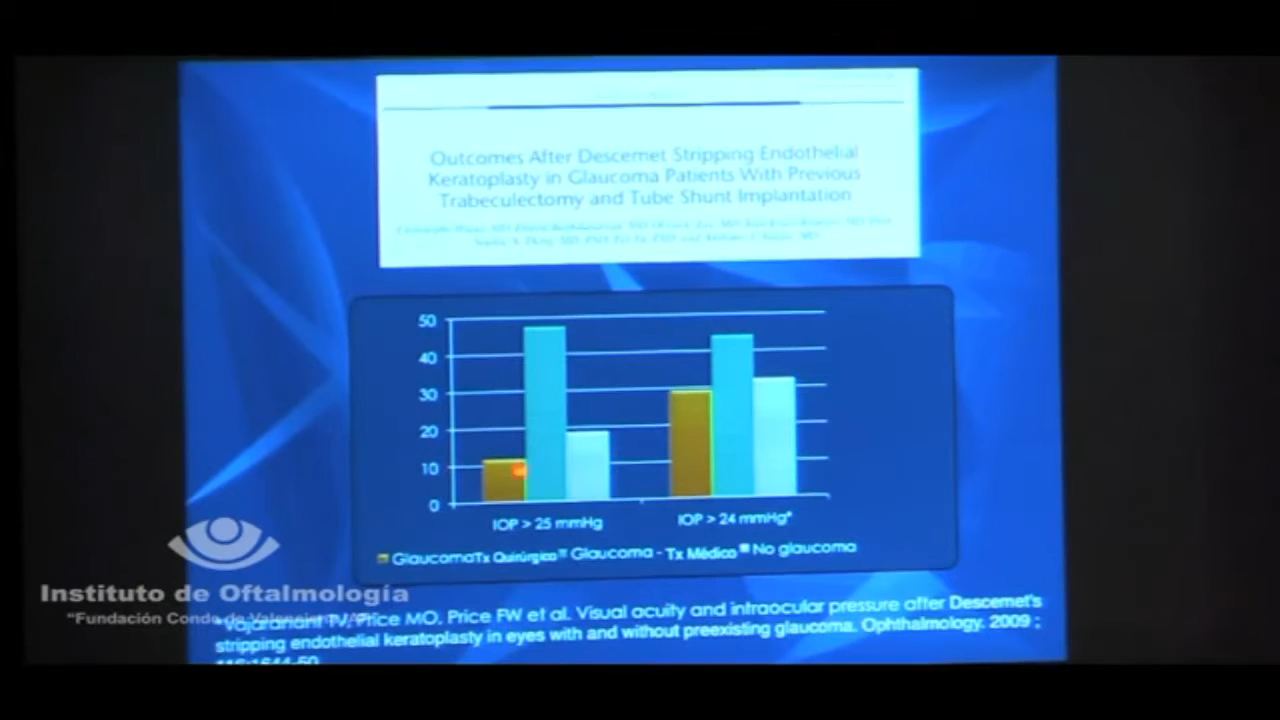 Outcomes After Descemet Stripping Endothelial
Keratoplasty in Glaucoma Patients With Previous
Trabeculectomy and Tube Shunt Implantation
50
40
30
20
10
0
IOP > 25 mmHg
IOP > 24 mmHg*
GlaucomaTx Quirúrgico
Glaucoma - Tx Médico
No glaucoma
Instituto de Oftalmología
"Fundación Conde de
*Vajaranant TV, Price MO, Price FW et al. Visual acuity and intraocular pressure after Descemet's
stripping endothelial keratoplasty in eyes with and without preexisting glaucoma. Ophthalmology. 2009 ;